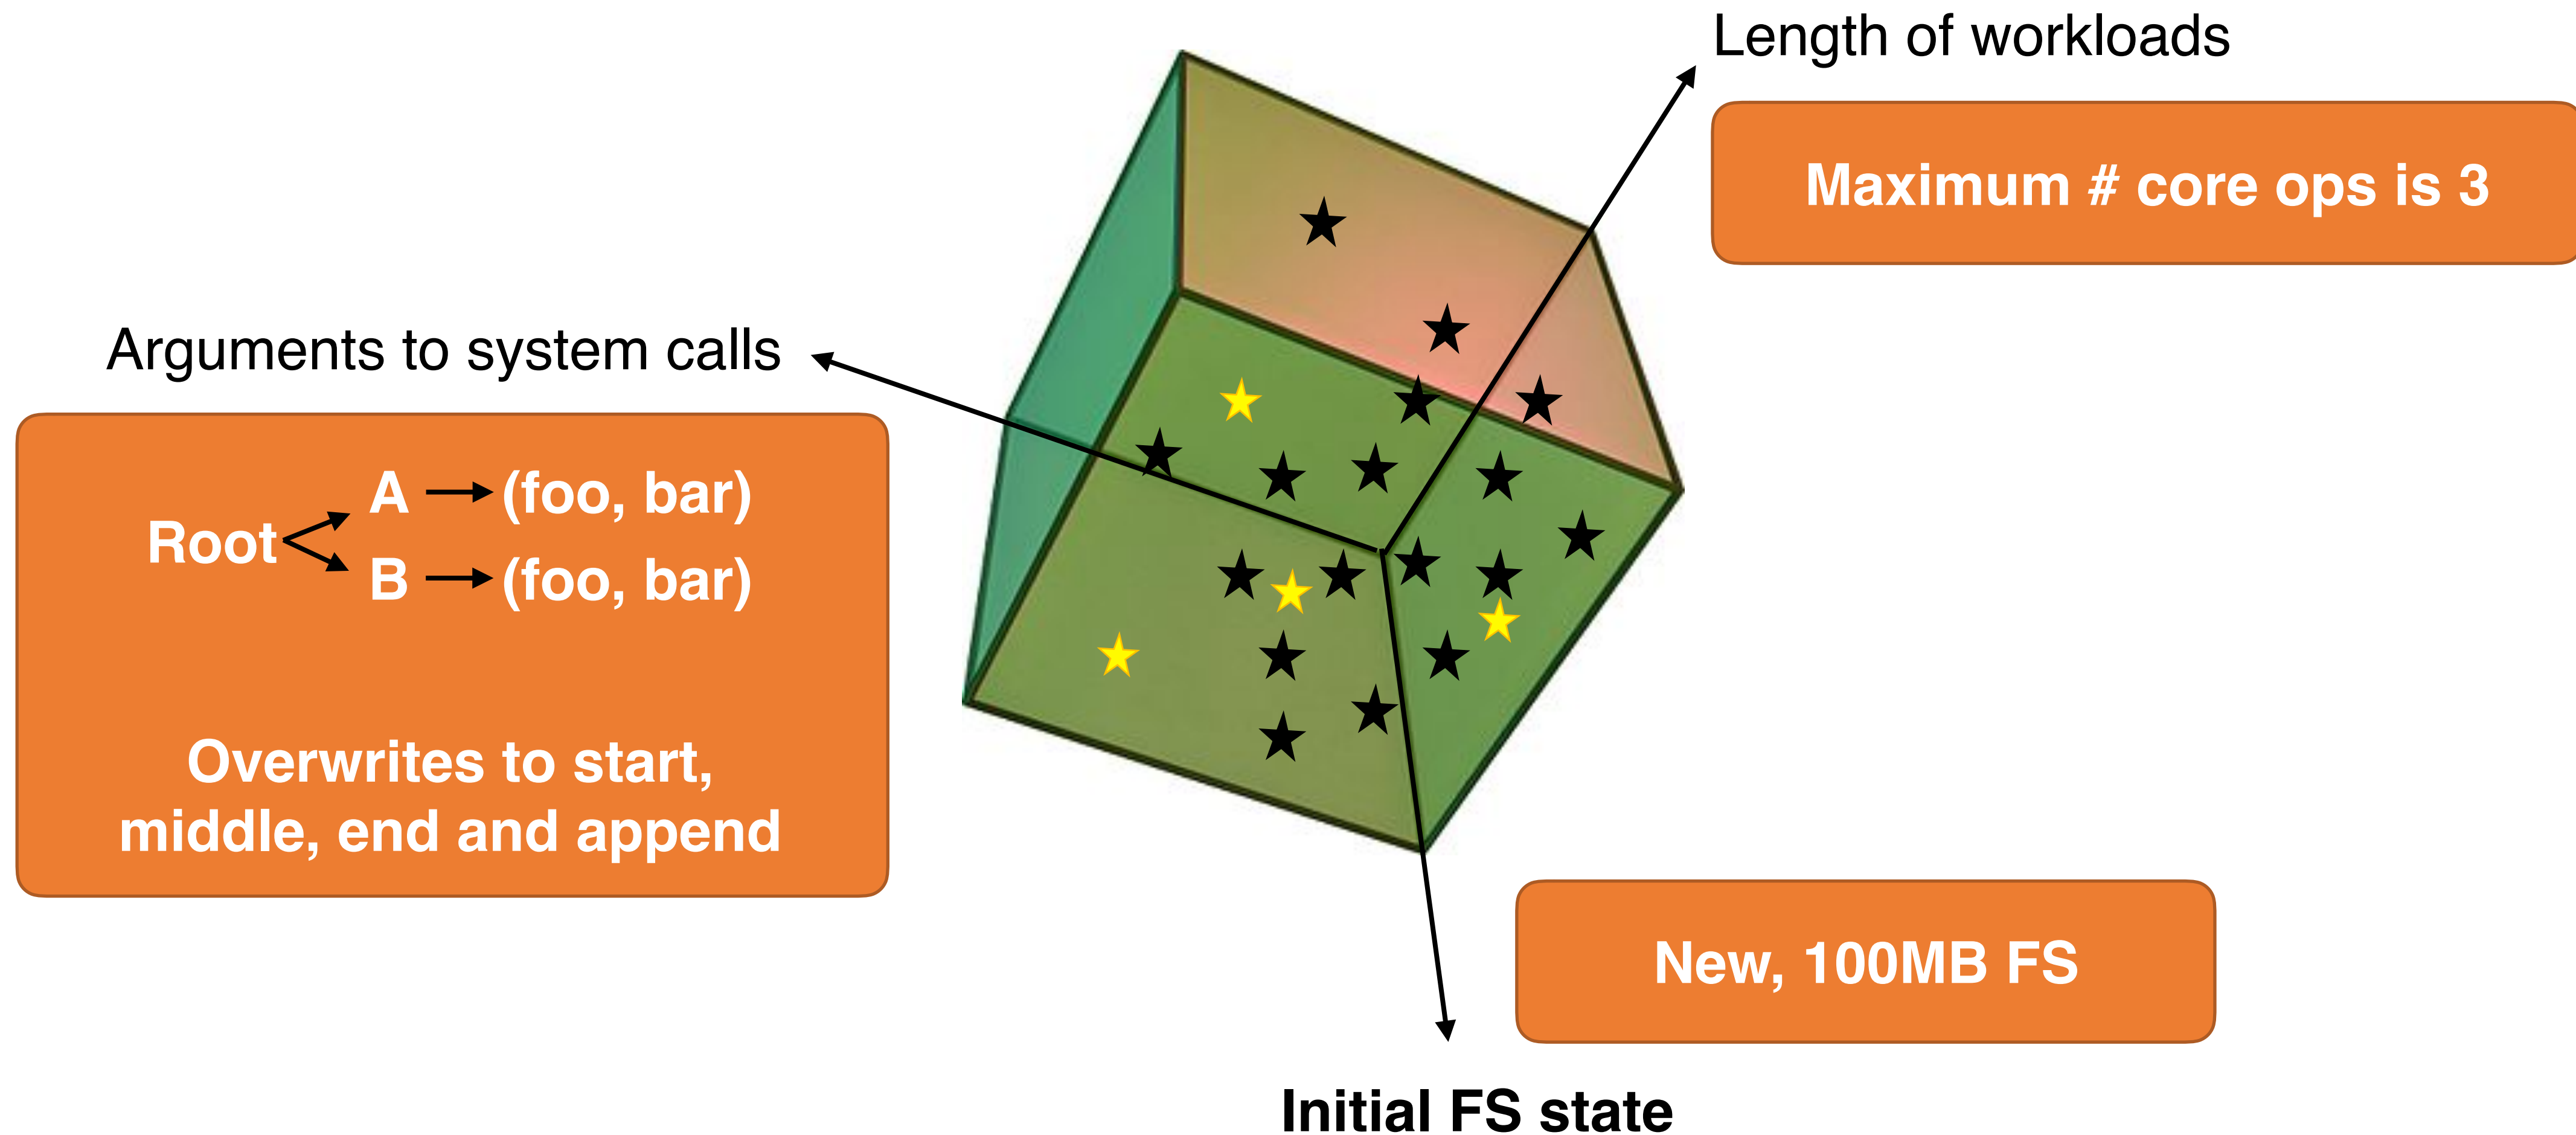 Length of workloads
Maximum # core ops is 3
Arguments to system calls
A (foo, bar)
Root
B (foo, bar)
Overwrites to start,
middle, end and append
New, 100MB FS
Initial FS state